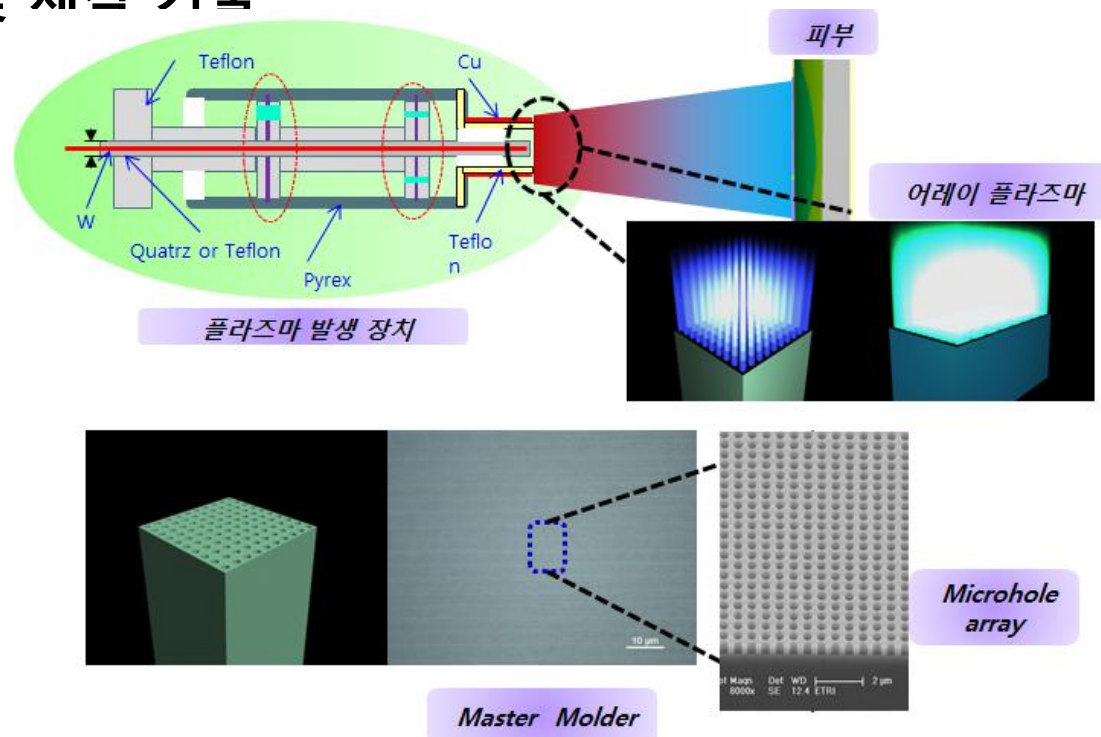 피부
Teflon
Cu
어레이 플라즈마
W
Quatrz or Teflon
Pyrex
Teflo
n
플라즈마 발생 장치
10 μm
Microhole
array
Magn Det WD 2 μm
8000x SE 12.4 ETRI
Master Molder